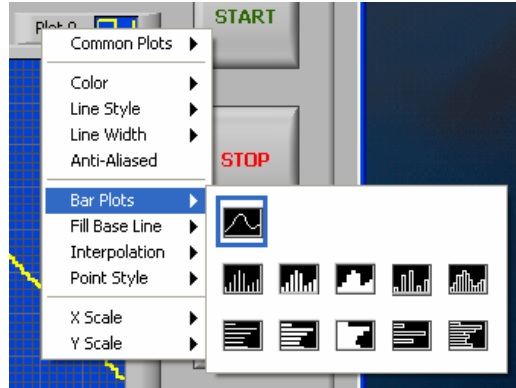 Plot 0
START
Common Plots
Color
Line Style
Line Width
Anti-Aliased
STOP
Bar Plots
Fill Base Line
Interpolation
Point Style
X Scale
Y Scale